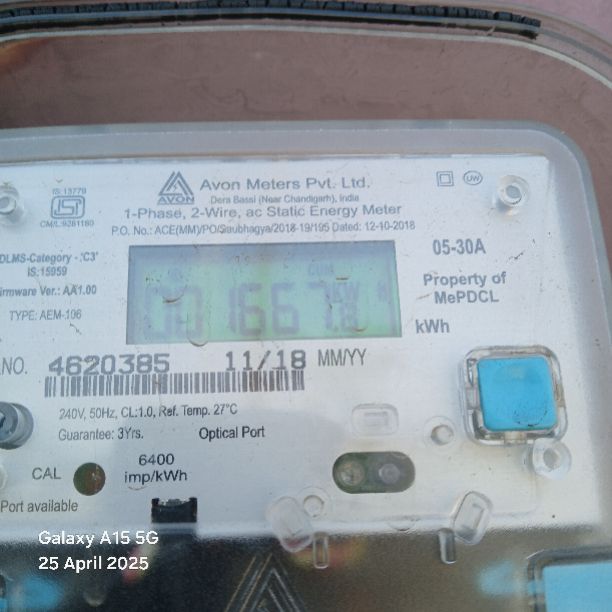 IS:13779
ISI
CM/L:9281180
AVON
Avon Meters Pvt. Ltd.
Dera Bassi (Near Chandigarh), India
1-Phase, 2-Wire, ac Static Energy Meter
P.O. No.: ACE(MM)/PO/Saubhagya/2018-19/195 Dated: 12-10-2018
UW
DLMS-Category - 'C3'
IS:15959
irmware Ver.: AA1.00
TYPE: AEM-106
05-30A
Property of
MePDCL
CUM
001667
kWh
.NO. 4620385 11/18 MM/YY
240V, 50Hz, CL:1.0, Ref. Temp. 27°C
Guarantee: 3Yrs. Optical Port
CAL
6400
imp/kWh
Port available
Galaxy A15 5G
25 April 2025